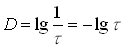 D = lg 1/τ = −lg τ